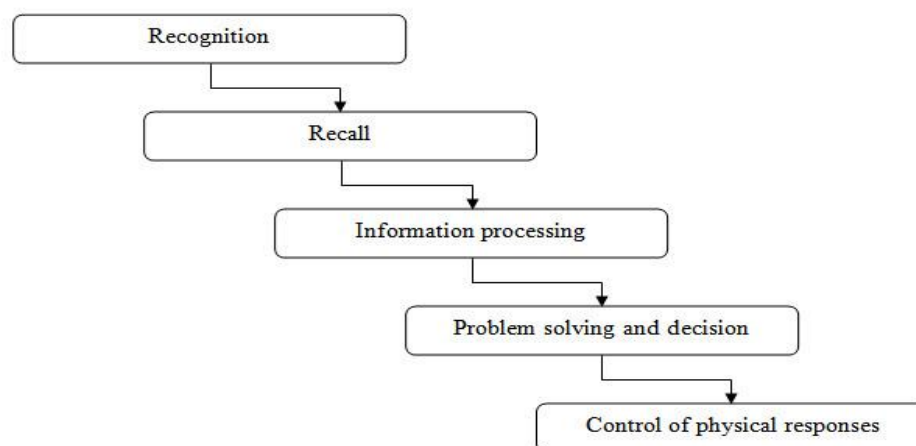 Recognition
Recall
Information processing
Problem solving and decision
Control of physical responses